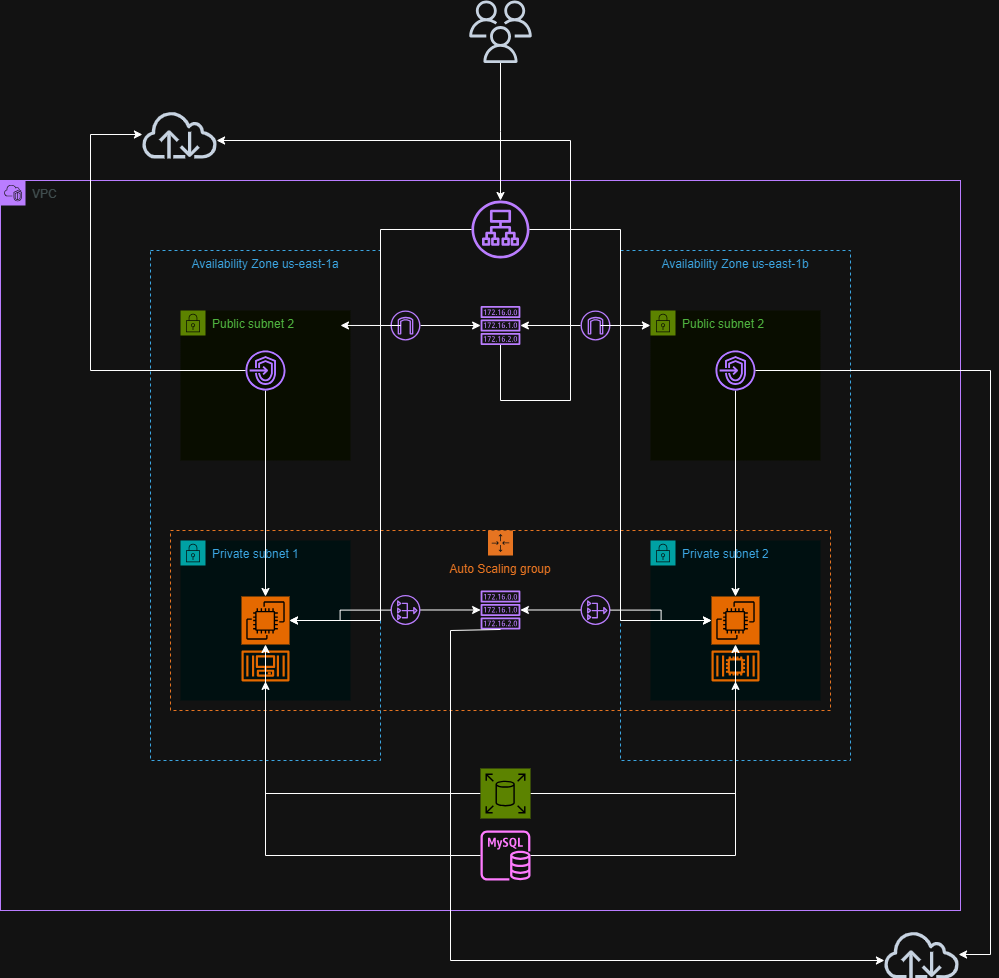 VPC
Availability Zone us-east-1a
Availability Zone us-east-1b
172.16.0.0
172.16.1.0
172.16.2.0
Public subnet 2
Public subnet 2
Auto Scaling group
Private subnet 1
Private subnet 2
172.16.0.0
172.16.1.0
172.16.2.0
MySQL